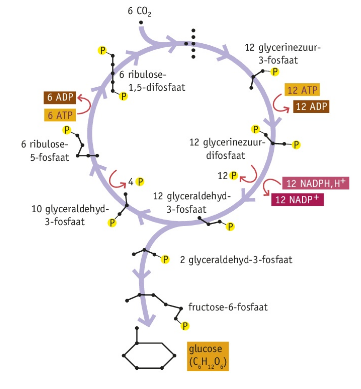 6 CO2
P
12 glycerinezuur-
3-fosfaat
P
6 ribulose-
1,5-difosfaat
P
12 ATP
12 ADP
6 ADP
6 ATP
P
6 ribulose-
5-fosfaat
P
12 glycerinezuur-
difosfaat
P
12 P
12 NADPH,H+
12 NADP+
4 P
12 glyceraldehyd-
3-fosfaat
P
10 glyceraldehyd-
3-fosfaat
P
P
2 glyceraldehyd-3-fosfaat
fructose-6-fosfaat
P
glucose
(C6H12O6)